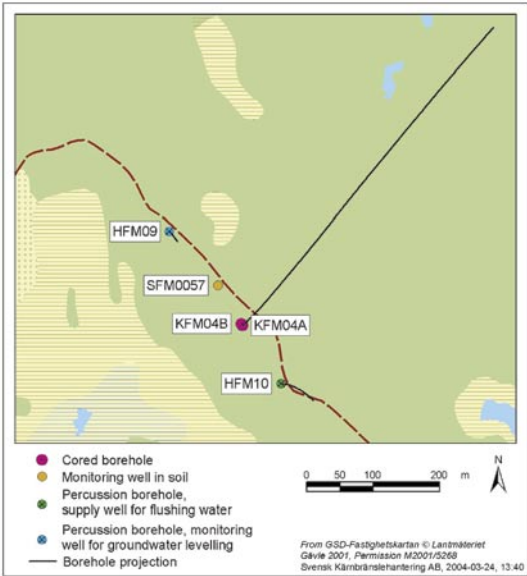 HFM09
SFM0057
KFM04B
KFM04A
HFM10
Cored borehole
Monitoring well in soil
Percussion borehole,
supply well for flushing water
Percussion borehole, monitoring
well for groundwater levelling
Borehole projection
0 50 100 200 m
N
From GSD-Fastighetskartan © Lantmäteriet
Gävle 2001, Permission M2001/5268
Svensk Kärnbränslehantering AB, 2004-03-24, 13:40